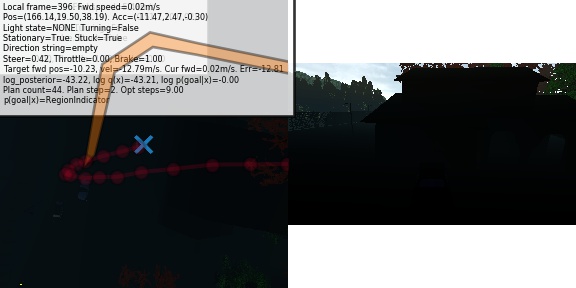 Local frame=396. Fwd speed=0.02m/s
Pos=(166.14,19.50,38.19). Acc=(-11.47,2.47,-0.30)
Light state=NONE. Turning=False
Stationary=True. Stuck=True
Direction string=empty
Steer=0.42, Throttle=0.00, Brake=1.00
Target fwd pos=-10.23, vel=-12.79m/s. Cur fwd=0.02m/s. Err=-12.81
log_posterior=-43.22, log q(x)=-43.21, log p(goal|x)=-0.00
Plan count=44. Plan step=2. Opt steps=9.00
p(goal|x)=RegionIndicator